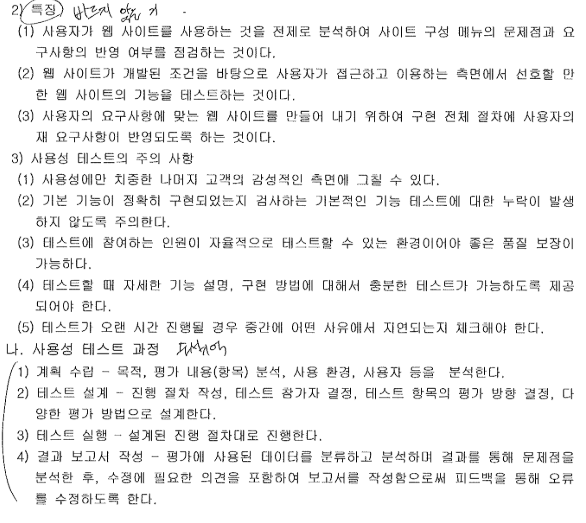 2) 특징 바르지 않은 거
(1) 사용자가 웹 사이트를 사용하는 것을 전제로 분석하여 사이트 구성 메뉴의 문제점과 요
구사항의 반영 여부를 점검하는 것이다.
(2) 웹 사이트가 개발된 조건을 바탕으로 사용자가 접근하고 이용하는 측면에서 선호할 만
한 웹 사이트의 기능을 테스트하는 것이다.
(3) 사용자의 요구사항에 맞는 웹 사이트를 만들어 내기 위하여 구현 전체 절차에 사용자의
재 요구사항이 반영되도록 하는 것이다.
3) 사용성 테스트의 주의 사항
(1) 사용성에만 치중한 나머지 고객의 감성적인 측면에 그칠 수 있다.
(2) 기본 기능이 정확히 구현되었는지 검사하는 기본적인 기능 테스트에 대한 누락이 발생
하지 않도록 주의한다.
(3) 테스트에 참여하는 인원이 자율적으로 테스트할 수 있는 환경이어야 좋은 품질 보장이
가능하다.
(4) 테스트할 때 자세한 기능 설명, 구현 방법에 대해서 충분한 테스트가 가능하도록 제공
되어야 한다.
(5) 테스트가 오랜 시간 진행될 경우 중간에 어떤 사유에서 지연되는지 체크해야 한다.
나. 사용성 테스트 과정
1) 계획 수립 - 목적, 평가 내용(항목) 분석, 사용 환경, 사용자 등을 분석한다.
2) 테스트 설계 - 진행 절차 작성, 테스트 참가자 결정, 테스트 항목의 평가 방향 결정, 다
양한 평가 방법으로 설계한다.
3) 테스트 실행 - 설계된 진행 절차대로 진행한다.
4) 결과 보고서 작성 - 평가에 사용된 데이터를 분류하고 분석하며 결과를 통해 문제점을
분석한 후, 수정에 필요한 의견을 포함하여 보고서를 작성함으로써 피드백을 통해 오류
를 수정하도록 한다.